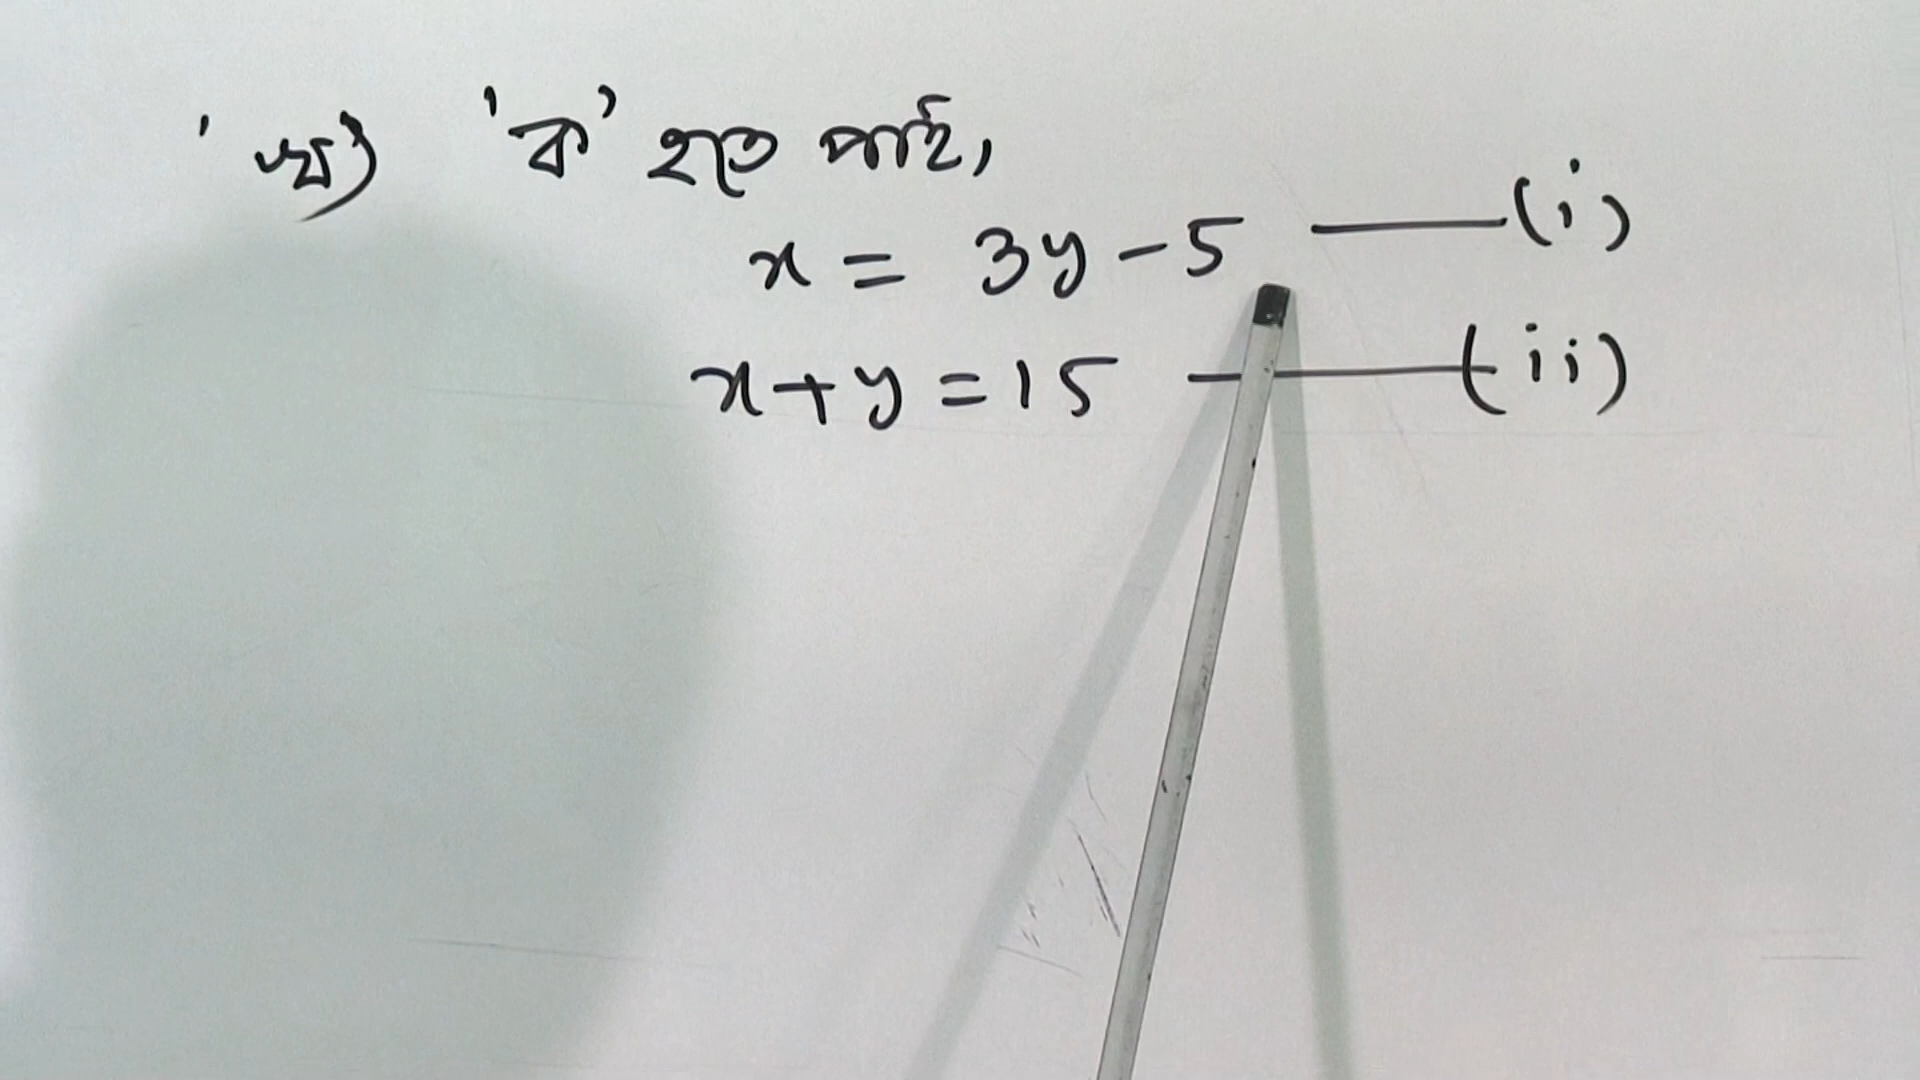 'খ) 'ক' হতে পাই,
x = 3y - 5 —— (i)
x + y = 15 —— (ii)